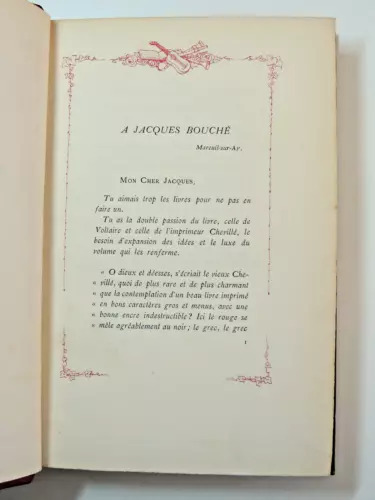 A JACQUES BOUCHÉ
Mareuil-sur-Ay.
MON CHER JACQUES,
Tu aimais trop les livres pour ne pas en
faire un.
Tu as la double passion du livre, celle de
Voltaire et celle de l'imprimeur Cherillé, le
besoin d'expansion des idées et le luxe du
volume qui les renferme.
« O dieux et déesses, s'écriait le vieux Che-
« rillé, quoi de plus rare et de plus charmant
« que la contemplation d'un beau livre imprimé
« en bons caractères gros et menus, avec une
« bonne encre indestructible? Ici le rouge se
« mêle agréablement au noir; le grec, le grec
1